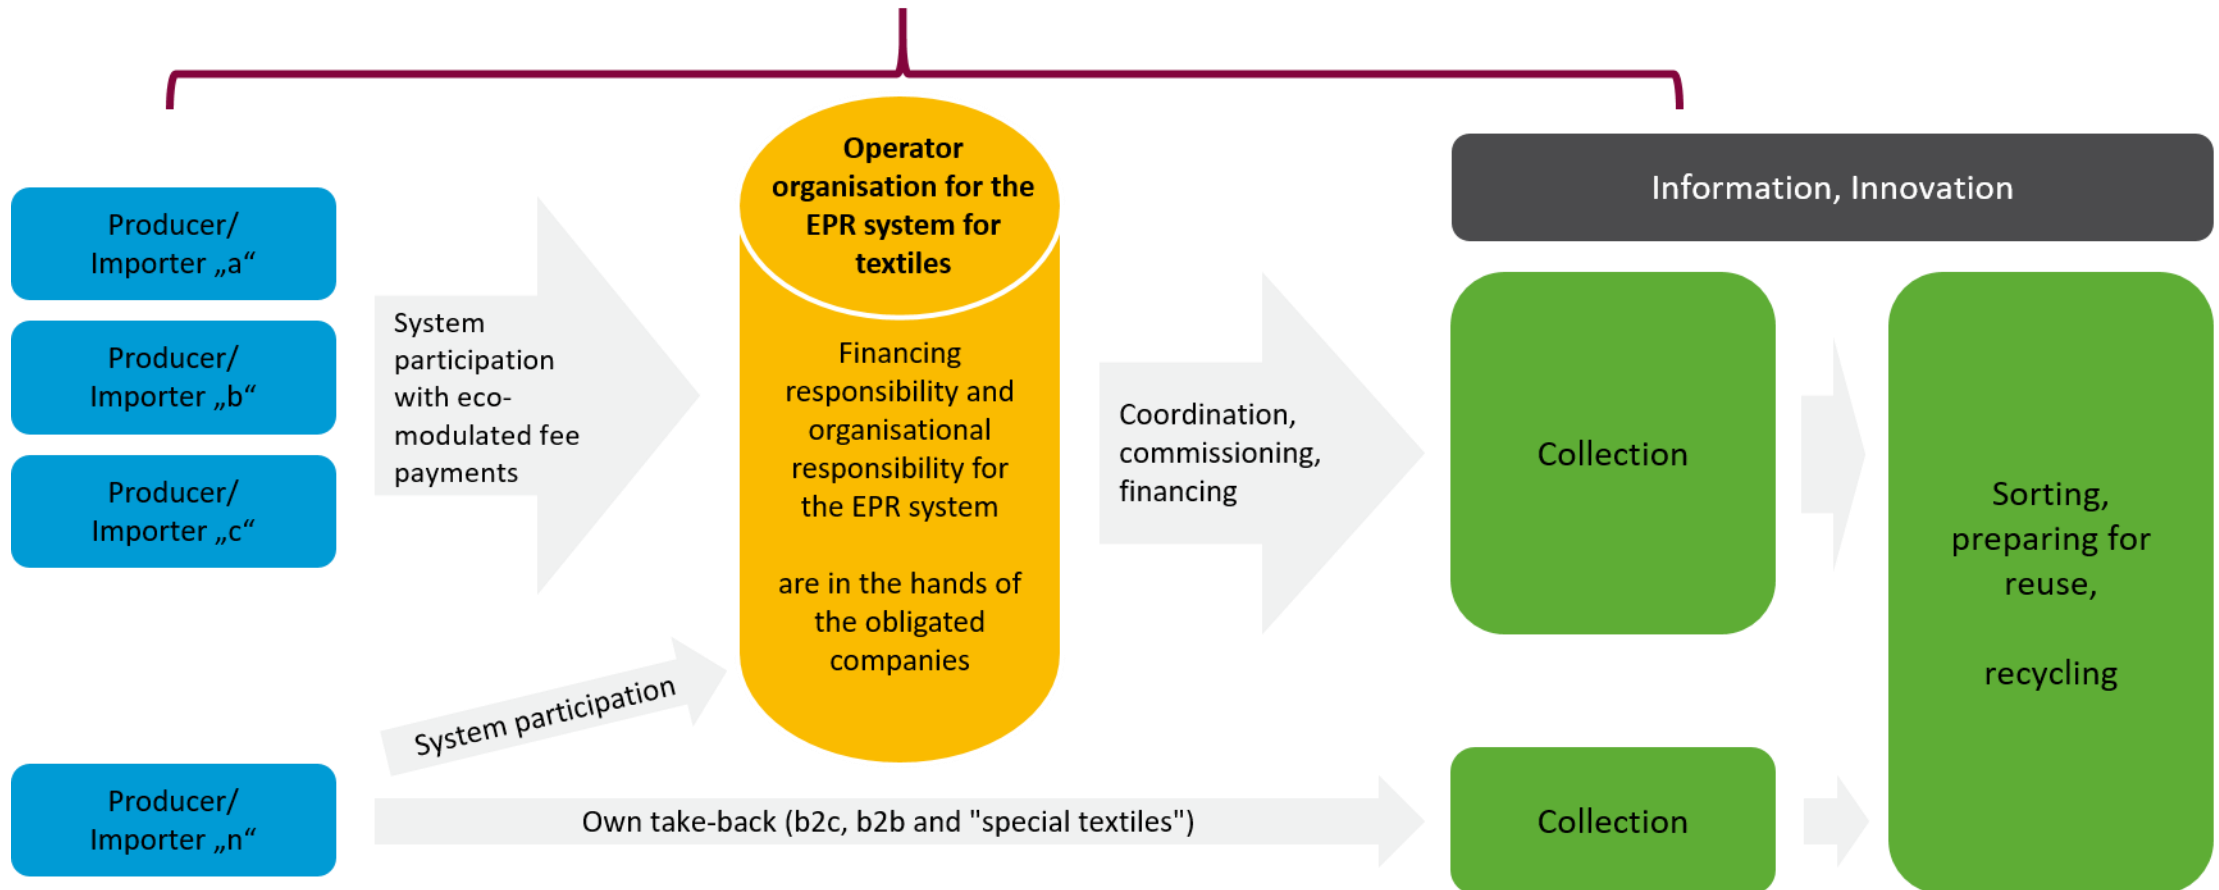 Operator
organisation for the
EPR system for
textiles
Information, Innovation
Producer/
Importer „a“
Producer/
Importer „b“
Producer/
Importer „c“
System
participation
with eco-
modulated fee
payments
Financing
responsibility and
organisational
responsibility for
the EPR system
are in the hands of
the obligated
companies
Coordination,
commissioning,
financing
Collection
Sorting,
preparing for
reuse,
recycling
System participation
Producer/
Importer „n“
Own take-back (b2c, b2b and "special textiles")
Collection